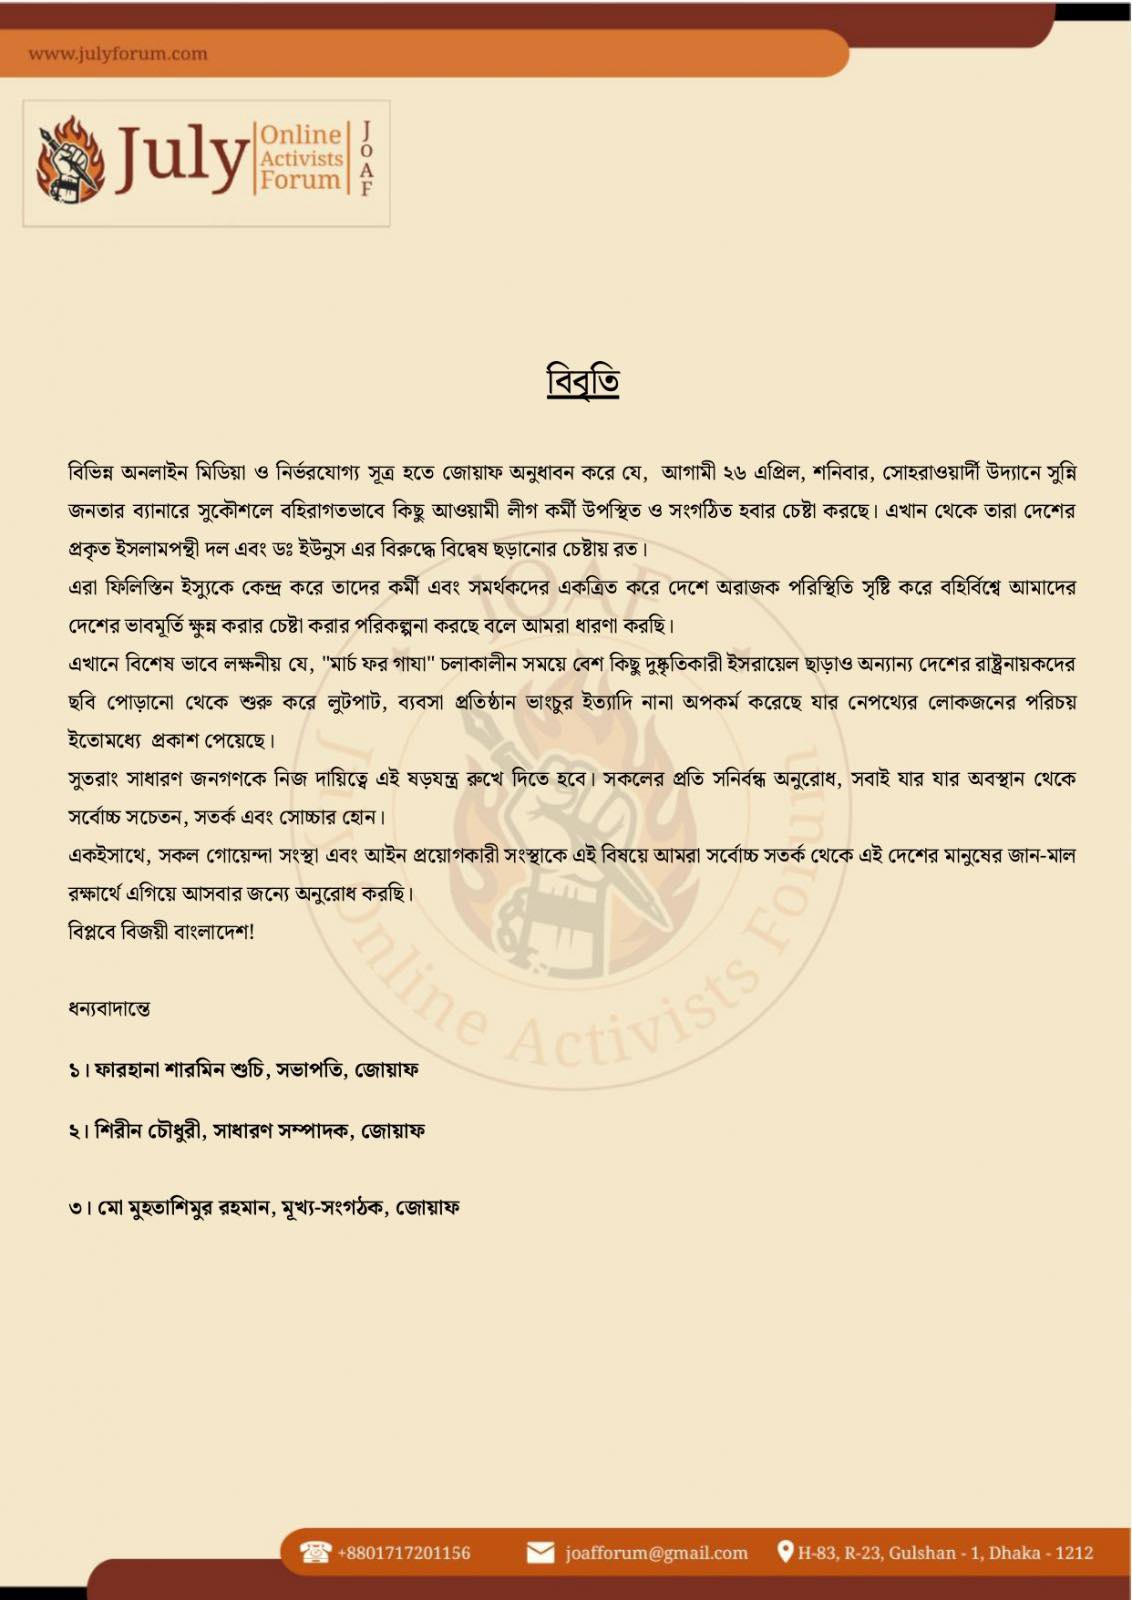 www.julyforum.com
July
Online
Activists
Forum
JOAF
বিবৃতি
বিভিন্ন অনলাইন মিডিয়া ও নির্ভরযোগ্য সূত্র হতে জোয়াফ অনুধাবন করে যে, আগামী ২৬ এপ্রিল, শনিবার, সোহরাওয়ার্দী উদ্যানে সুন্নি
জনতার ব্যানারে সুকৌশলে বহিরাগতভাবে কিছু আওয়ামী লীগ কর্মী উপস্থিত ও সংগঠিত হবার চেষ্টা করছে। এখান থেকে তারা দেশের
প্রকৃত ইসলামপন্থী দল এবং ডঃ ইউনুস এর বিরুদ্ধে বিদ্বেষ ছড়ানোর চেষ্টায় রত।
এরা ফিলিস্তিন ইস্যুকে কেন্দ্র করে তাদের কর্মী এবং সমর্থকদের একত্রিত করে দেশে অরাজক পরিস্থিতি সৃষ্টি করে বহির্বিশ্বে আমাদের
দেশের ভাবমূর্তি ক্ষুন্ন করার চেষ্টা করার পরিকল্পনা করছে বলে আমরা ধারণা করছি।
এখানে বিশেষ ভাবে লক্ষনীয় যে, "মার্চ ফর গাযা" চলাকালীন সময়ে বেশ কিছু দুষ্কৃতিকারী ইসরায়েল ছাড়াও অন্যান্য দেশের রাষ্ট্রনায়কদের
ছবি পোড়ানো থেকে শুরু করে লুটপাট, ব্যবসা প্রতিষ্ঠান ভাংচুর ইত্যাদি নানা অপকর্ম করেছে যার নেপথ্যের লোকজনের পরিচয়
ইতোমধ্যে প্রকাশ পেয়েছে।
সুতরাং সাধারণ জনগণকে নিজ দায়িত্বে এই ষড়যন্ত্র রুখে দিতে হবে। সকলের প্রতি সনির্বন্ধ অনুরোধ, সবাই যার যার অবস্থান থেকে
সর্বোচ্চ সচেতন, সতর্ক এবং সোচ্চার হোন।
একইসাথে, সকল গোয়েন্দা সংস্থা এবং আইন প্রয়োগকারী সংস্থাকে এই বিষয়ে আমরা সর্বোচ্চ সতর্ক থেকে এই দেশের মানুষের জান-মাল
রক্ষার্থে এগিয়ে আসবার জন্যে অনুরোধ করছি।
বিপ্লবে বিজয়ী বাংলাদেশ!
JOAF
July Online Activists Forum
ধন্যবাদান্তে
১। ফারহানা শারমিন শুচি, সভাপতি, জোয়াফ
২। শিরীন চৌধুরী, সাধারণ সম্পাদক, জোয়াফ
৩। মো মুহতাশিমুর রহমান, মূখ্য-সংগঠক, জোয়াফ
+8801717201156
joafforum@gmail.com
H-83, R-23, Gulshan - 1, Dhaka - 1212